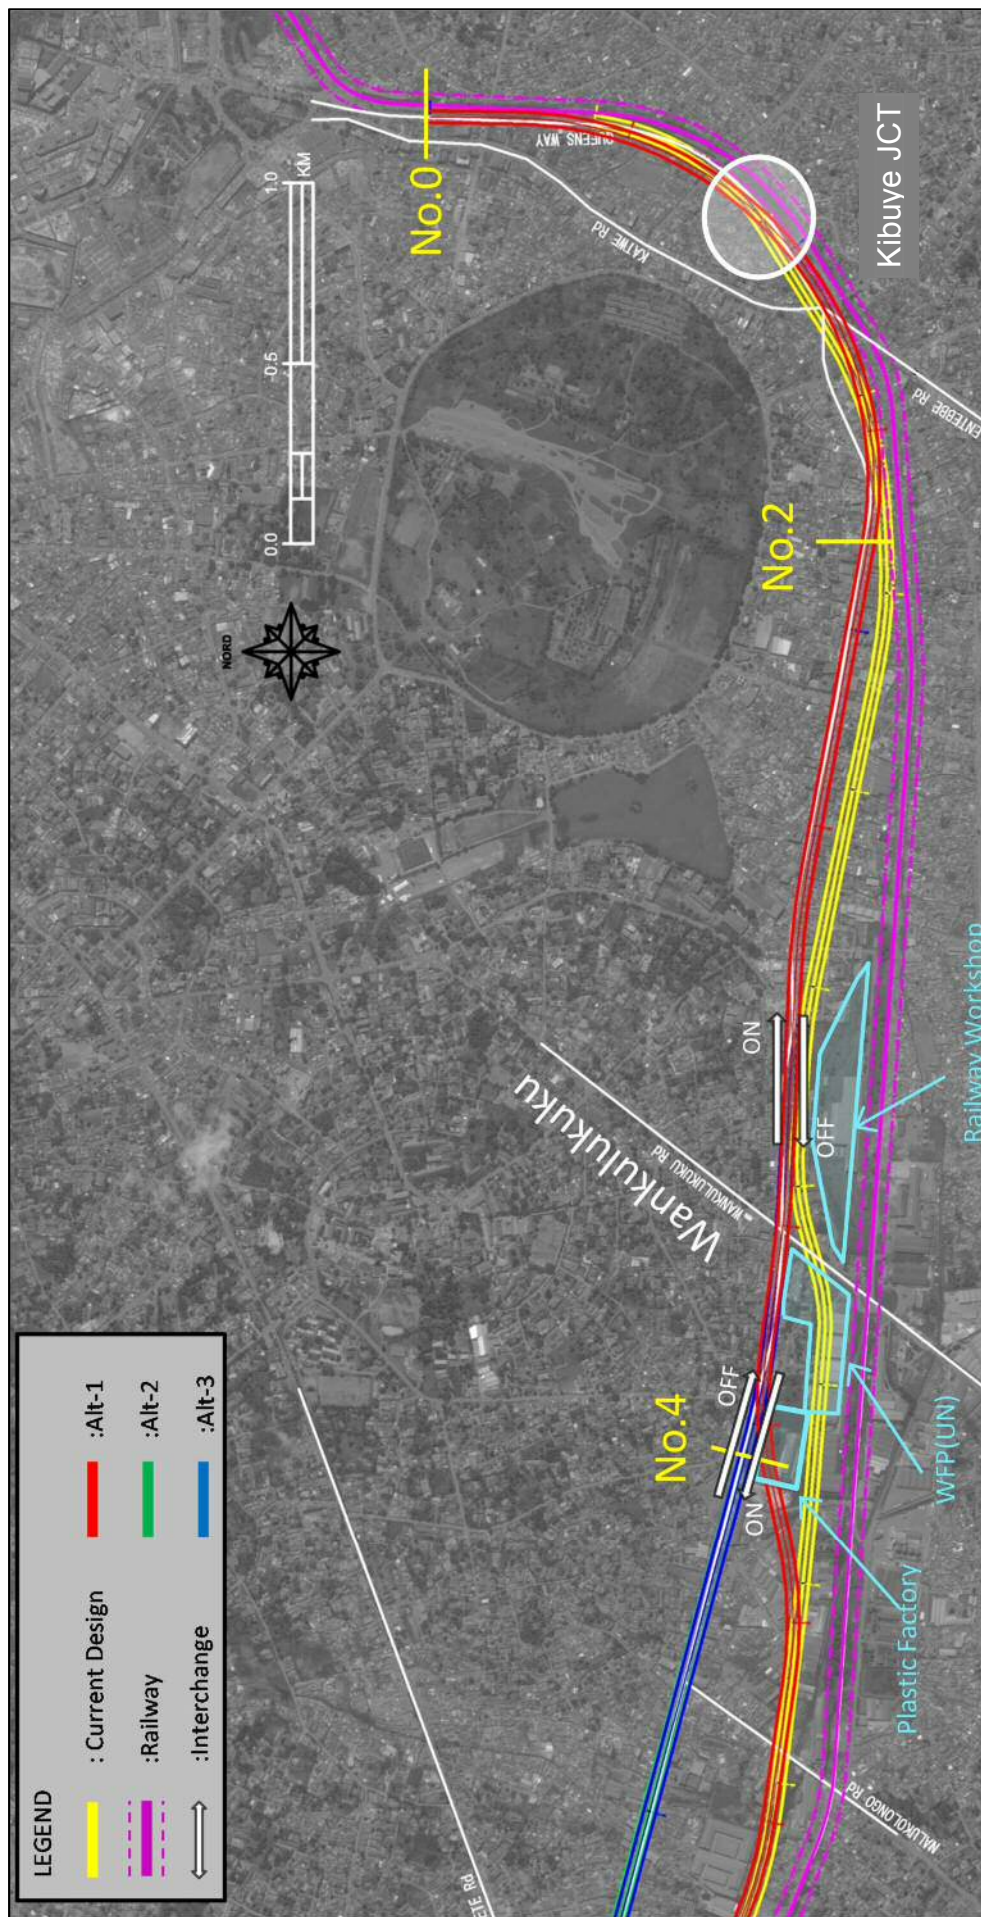 LEGEND
: Current Design
:Alt-1
:Railway
:Alt-2
:Interchange
:Alt-3
NORD
0.0
0.5
1.0
KM
No.0
QUEENS WAY
KATWE Rd
Kibuye JCT
ENTEBBP Rd
No.2
ON
OFF
Wankulukuku
WANKULUKUKU Rd
Railway Workshop
No.4
OFF
ON
WFP(UN)
Plastic Factory
NALUKOLONGO Rd
Rd